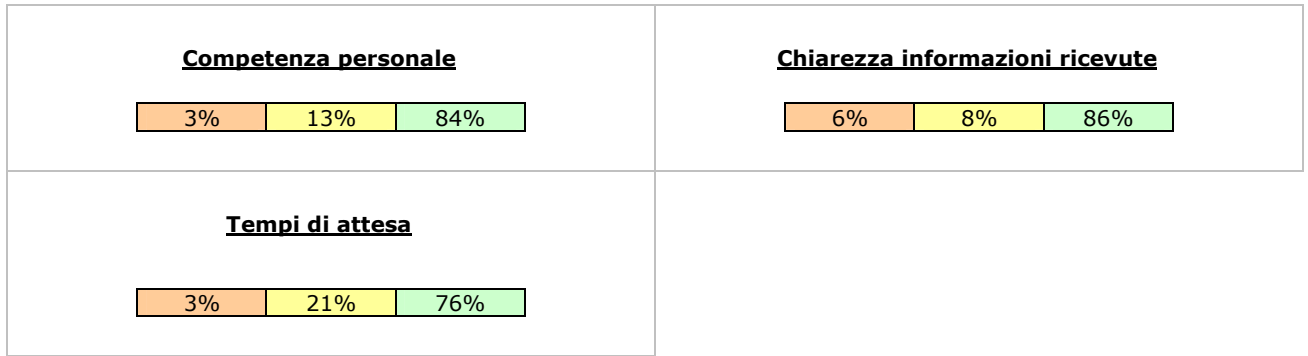 Competenza personale
3% 13% 84%
Chiarezza informazioni ricevute
6% 8% 86%
Tempi di attesa
3% 21% 76%